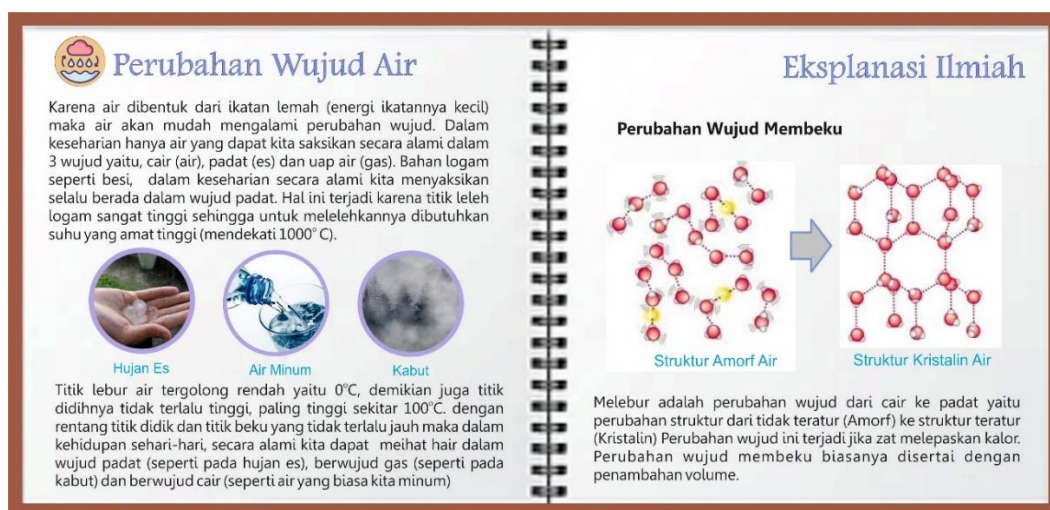 Perubahan Wujud Air
Karena air dibentuk dari ikatan lemah (energi ikatannya kecil)
maka air akan mudah mengalami perubahan wujud. Dalam
keseharian hanya air yang dapat kita saksikan secara alami dalam
3 wujud yaitu, cair (air), padat (es) dan uap air (gas). Bahan logam
seperti besi, dalam keseharian secara alami kita menyaksikan
selalu berada dalam wujud padat. Hal ini terjadi karena titik leleh
logam sangat tinggi sehingga untuk melelehkannya dibutuhkan
suhu yang amat tinggi (mendekati 1000° C).
Hujan Es
Air Minum
Kabut
Titik lebur air tergolong rendah yaitu 0°C, demikian juga titik
didihnya tidak terlalu tinggi, paling tinggi sekitar 100°C. dengan
rentang titik didik dan titik beku yang tidak terlalu jauh maka dalam
kehidupan sehari-hari, secara alami kita dapat meihat hair dalam
wujud padat (seperti pada hujan es), berwujud gas (seperti pada
kabut) dan berwujud cair (seperti air yang biasa kita minum)
Eksplanasi Ilmiah
Perubahan Wujud Membeku
Struktur Amorf Air
Struktur Kristalin Air
Melebur adalah perubahan wujud dari cair ke padat yaitu
perubahan struktur dari tidak teratur (Amorf) ke struktur teratur
(Kristalin) Perubahan wujud ini terjadi jika zat melepaskan kalor.
Perubahan wujud membeku biasanya disertai dengan
penambahan volume.